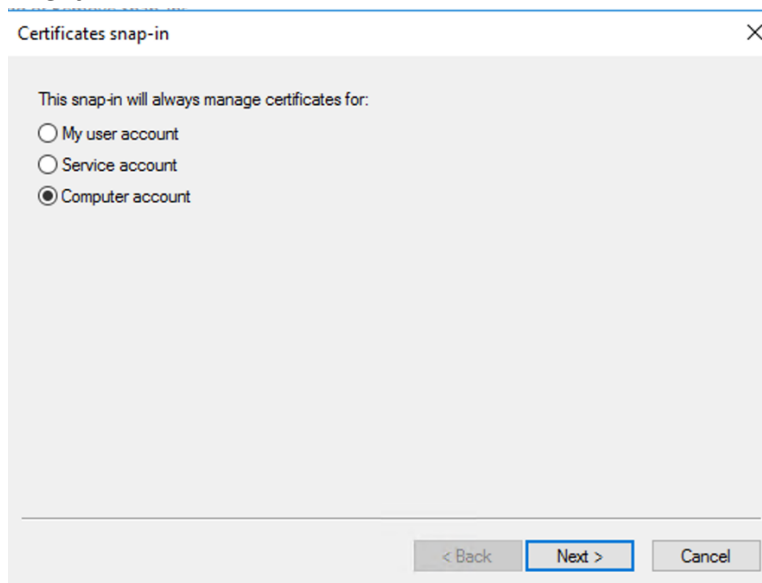 Certificates snap-in
This snap-in will always manage certificates for:
My user account
Service account
Computer account
< Back Next > Cancel